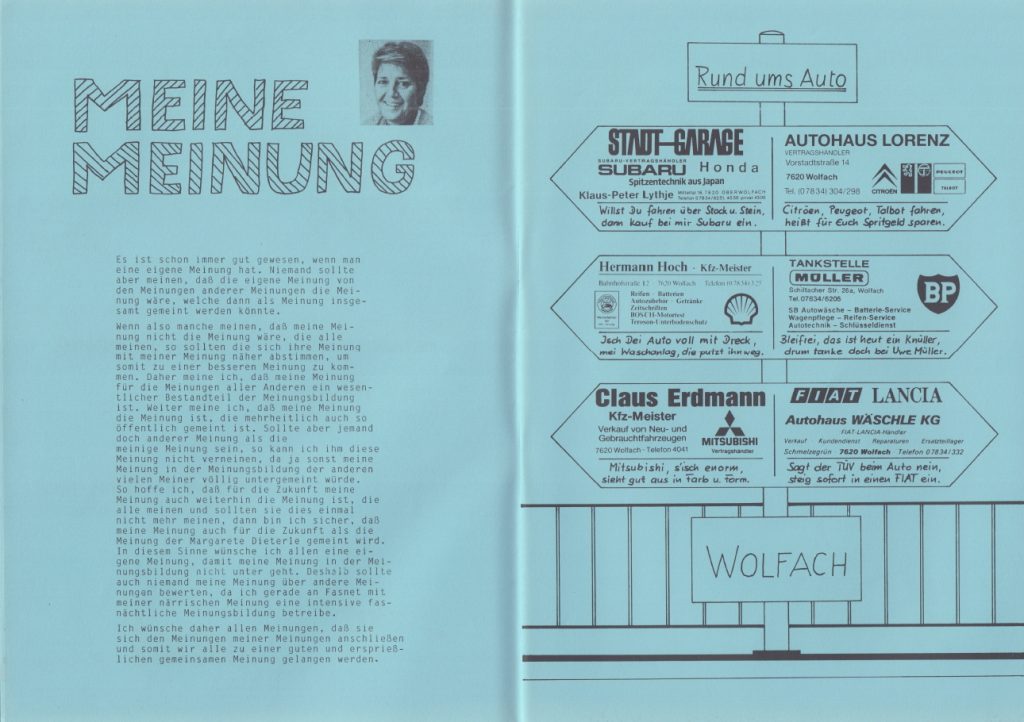 MEINE
MEINUNG
Es ist schon immer gut gewesen, wenn man
eine eigene Meinung hat. Niemand sollte
aber meinen, daß die eigene Meinung von
den Meinungen anderer Meinungen die Mei-
nung wäre, welche dann als Meinung insge-
samt gemeint werden könnte.
Wenn also manche meinen, daß meine Mei-
nung nicht die Meinung wäre, die alle
meinen, so sollten die sich ihre Meinung
mit meiner Meinung näher abstimmen, um
somit zu einer besseren Meinung zu kom-
men. Daher meine ich, daß meine Meinung
für die Meinungen aller Anderen ein wesent-
licher Bestandteil der Meinungsbildung
ist. Weiter meine ich, daß meine Meinung
die Meinung ist, die mehrheitlich auch so
öffentlich gemeint ist. Sollte aber jemand
doch anderer Meinung als die
meinige Meinung sein, so kann ich ihm diese
Meinung nicht verneinen, da ja sonst meine
Meinung in der Meinungsbildung der anderen
vielen Meiner völlig untergemeint würde.
So hoffe ich, daß für die Zukunft meine
Meinung auch weiterhin die Meinung ist, die
alle meinen und sollten sie dies einmal
nicht mehr meinen, dann bin ich sicher, daß
meine Meinung auch für die Zukunft als die
Meinung der Margarete Dieterle gemeint wird.
In diesem Sinne wünsche ich allen eine ei-
gene Meinung, damit meine Meinung in der Mei-
nungsbildung nicht unter geht. Deshalb sollte
auch niemand meine Meinung über andere Mei-
nungen bewerten, da ich gerade an Fasnet mit
meiner närrischen Meinung eine intensive fas-
nächtliche Meinungsbildung betreibe.
Ich wünsche daher allen Meinungen, daß sie
sich den Meinungen meiner Meinungen anschließen
und somit wir alle zu einer guten und ersprieß-
lichen gemeinsamen Meinung gelangen werden.
Rund ums Auto
STADT-GARAGE
SUBARU-VERTRAGSHÄNDLER
SUBARU Honda
Spitzentechnik aus Japan
Klaus-Peter Lythje
7620 OBERWOLFACH
Willst Du fahren über Stock u. Stein,
dann kauf bei mir Subaru ein.
AUTOHAUS LORENZ
VERTRAGSHÄNDLER
Vorstadtstraße 14
7620 Wolfach
Tel. (07834) 304/298
CITROËN
PEUGEOT
TALBOT
Citröen, Peugeot, Talbot fahren,
heißt für Euch Spritgeld sparen.
Hermann Hoch - Kfz-Meister
Bahnhofstraße 12 · 7620 Wolfach Telefon (07834) 327
Reifen - Batterien
Autozubehör - Getränke
Zeitschriften
BOSCH-Motortest
Teroson-Unterbodenschutz
Isch Dei Auto voll mit Dreck,
mei Waschanlag, die putzt ihn weg.
TANKSTELLE
MÜLLER
Schiltacher Str. 26a, Wolfach
Tel. 07834/6205
SB Autowäsche – Batterie-Service
Wagenpflege - Reifen-Service
Autotechnik - Schlüsseldienst
BP
Bleifrei, das ist heut ein Knüller,
drum tanke doch bei Uwe Müller.
Claus Erdmann
Kfz-Meister
Verkauf von Neu- und
Gebrauchtfahrzeugen
7620 Wolfach · Telefon 4041
MITSUBISHI
Vertragshändler
Mitsubishi, s'isch enorm,
sieht gut aus in Farb u. Form.
FIAT LANCIA
Autohaus WÄSCHLE KG
FIAT-LANCIA-Händler
Verkauf · Kundendienst Reparaturen Ersatzteillager
Schmelzegrün · 7620 Wolfach Telefon 07834/332
Sagt der TÜV beim Auto nein,
steig sofort in einen FIAT ein.
WOLFACH